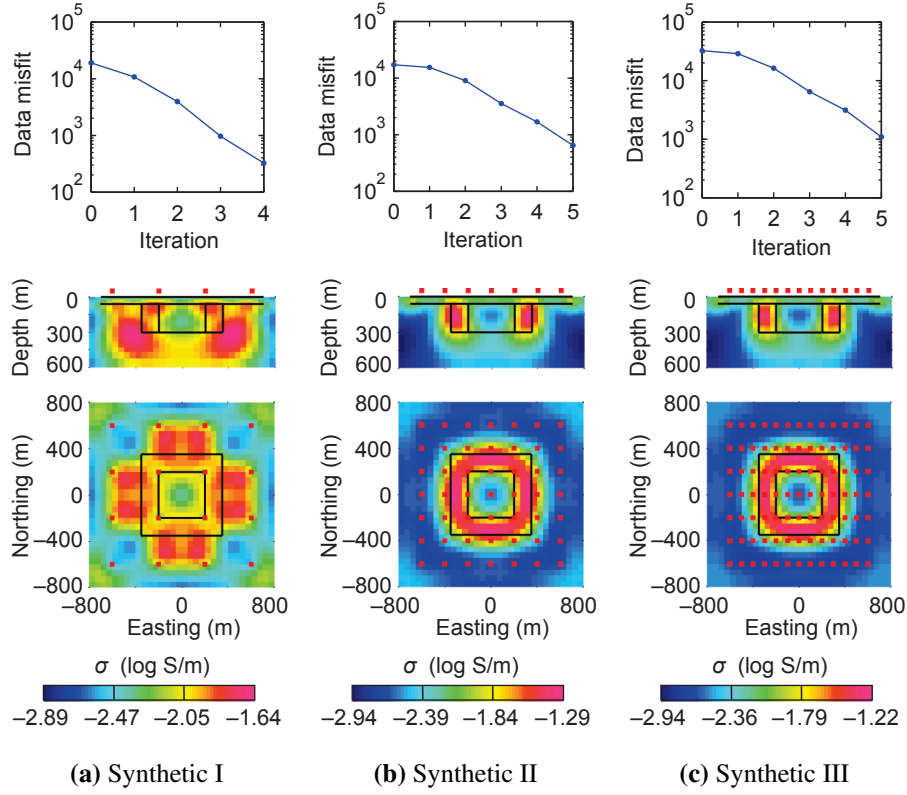 10^5
10^4
10^3
10^2
Data misfit
0 1 2 3 4
Iteration
Depth (m)
0
300
600
Northing (m)
800
400
0
−400
−800
−800 0 800
Easting (m)
σ (log S/m)
−2.89 −2.47 −2.05 −1.64
(a) Synthetic I
10^5
10^4
10^3
10^2
Data misfit
0 1 2 3 4 5
Iteration
Depth (m)
0
300
600
Northing (m)
800
400
0
−400
−800
−800 0 800
Easting (m)
σ (log S/m)
−2.94 −2.39 −1.84 −1.29
(b) Synthetic II
10^5
10^4
10^3
10^2
Data misfit
0 1 2 3 4 5
Iteration
Depth (m)
0
300
600
Northing (m)
800
400
0
−400
−800
−800 0 800
Easting (m)
σ (log S/m)
−2.94 −2.36 −1.79 −1.22
(c) Synthetic III